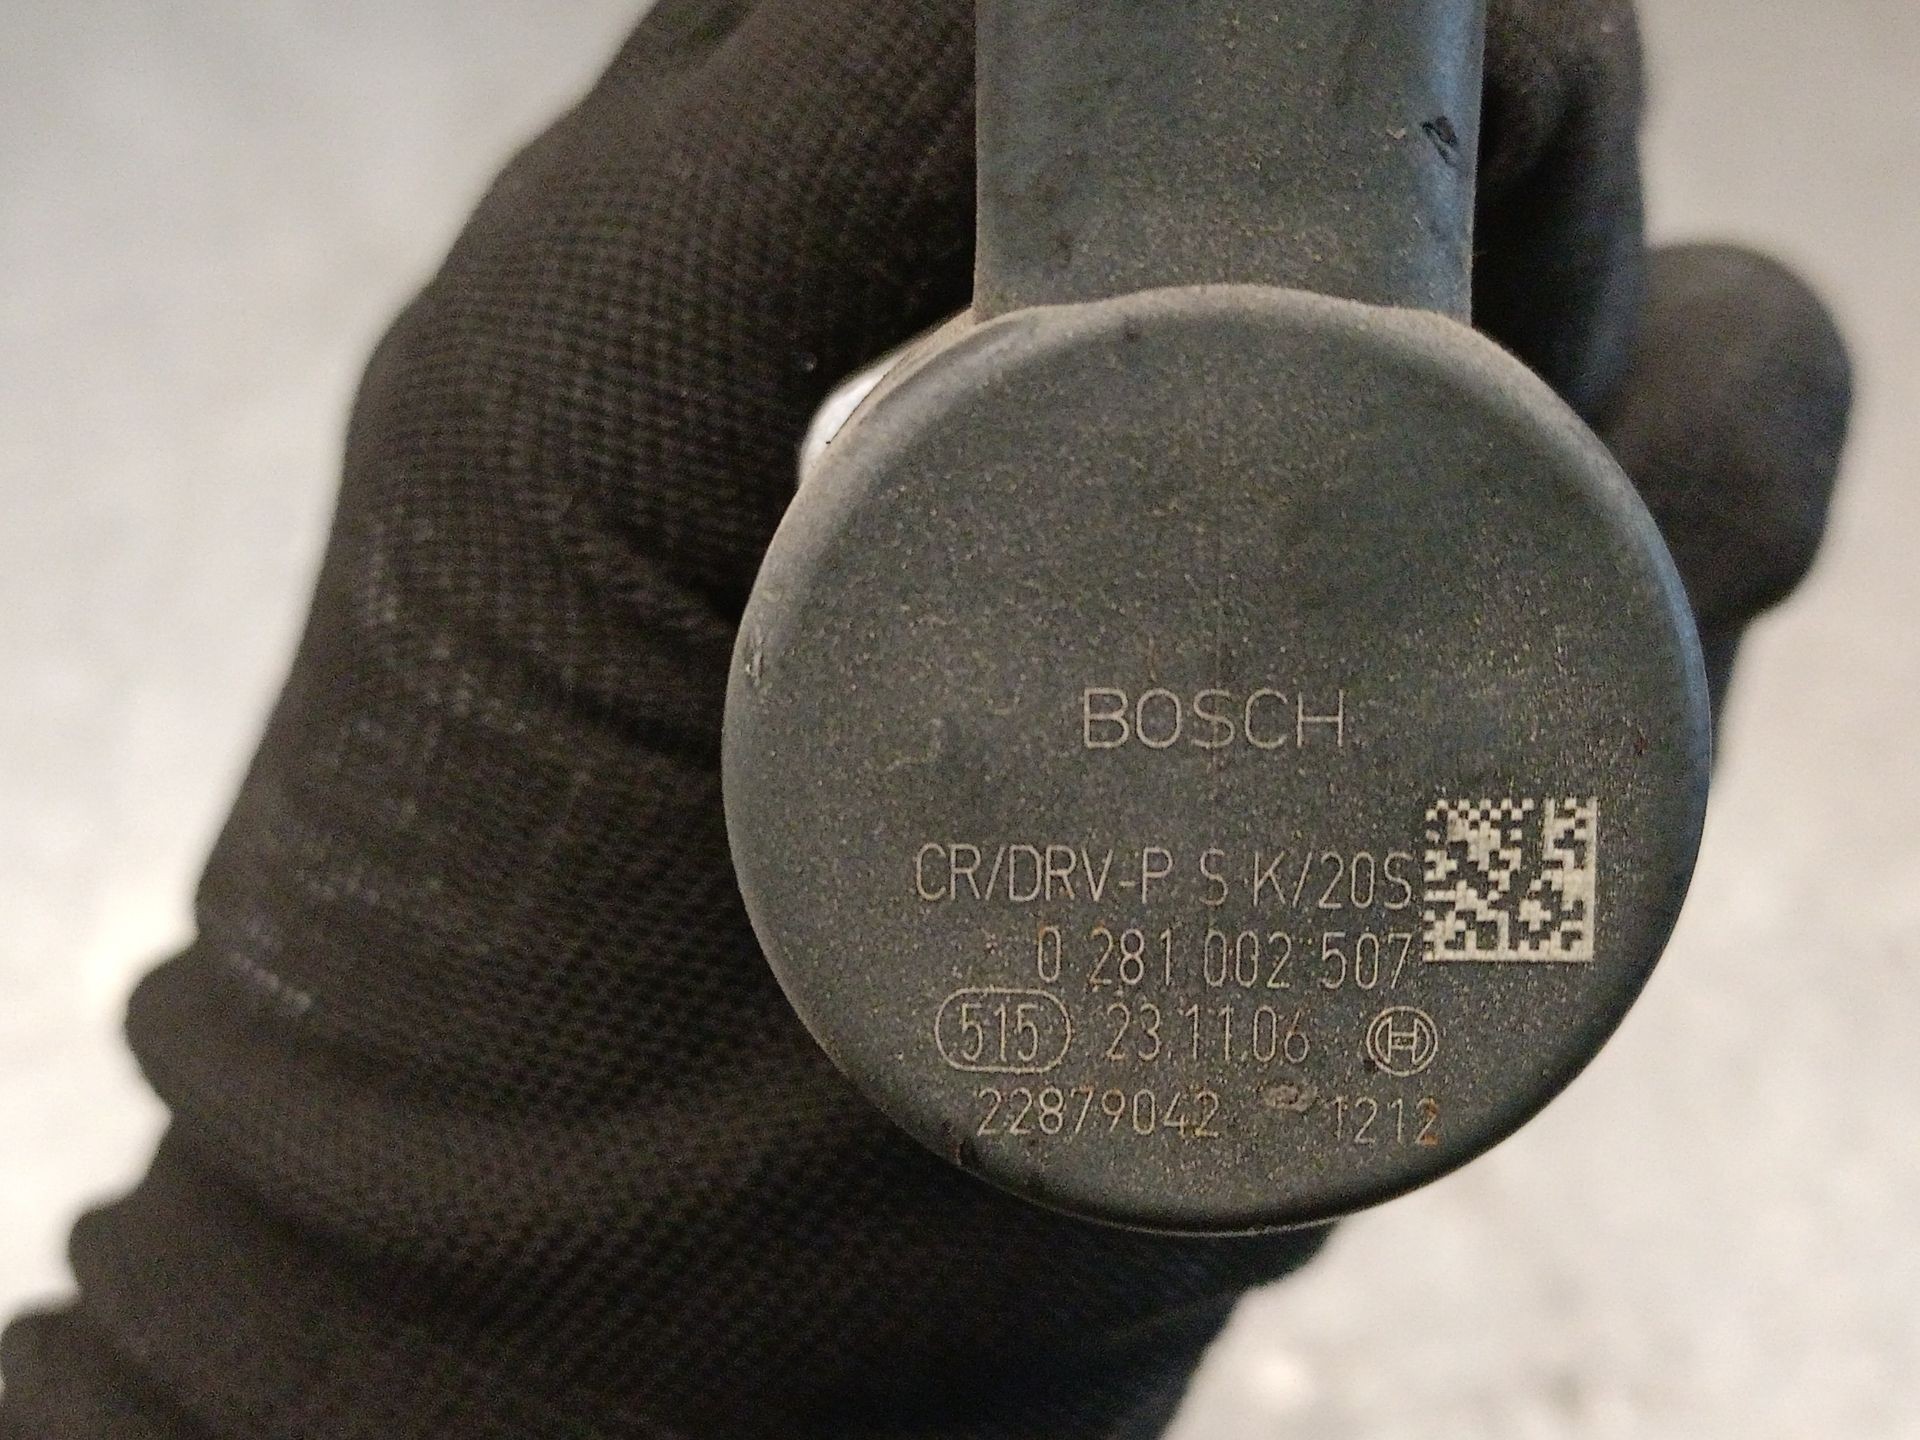 BOSCH
CR/DRV-P S K/20S
0 281 002 507
515 23.11.06
22879042 1212